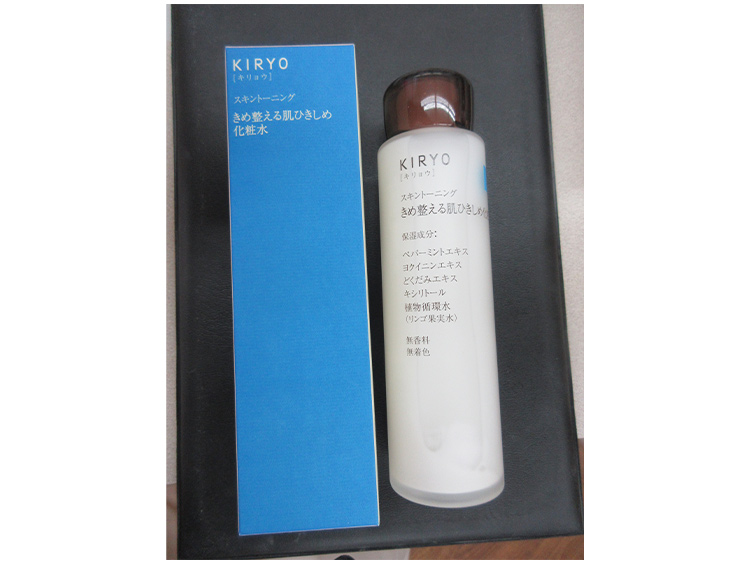 KIRYO
[キリョウ]
スキントーニング
きめ整える肌ひきしめ
化粧水
KIRYO
[キリョウ]
スキントーニング
きめ整える肌ひきしめ
保湿成分：
ペパーミントエキス
ヨクイニンエキス
どくだみエキス
キシリトール
植物循環水
（リンゴ果実水）
無香料
無着色